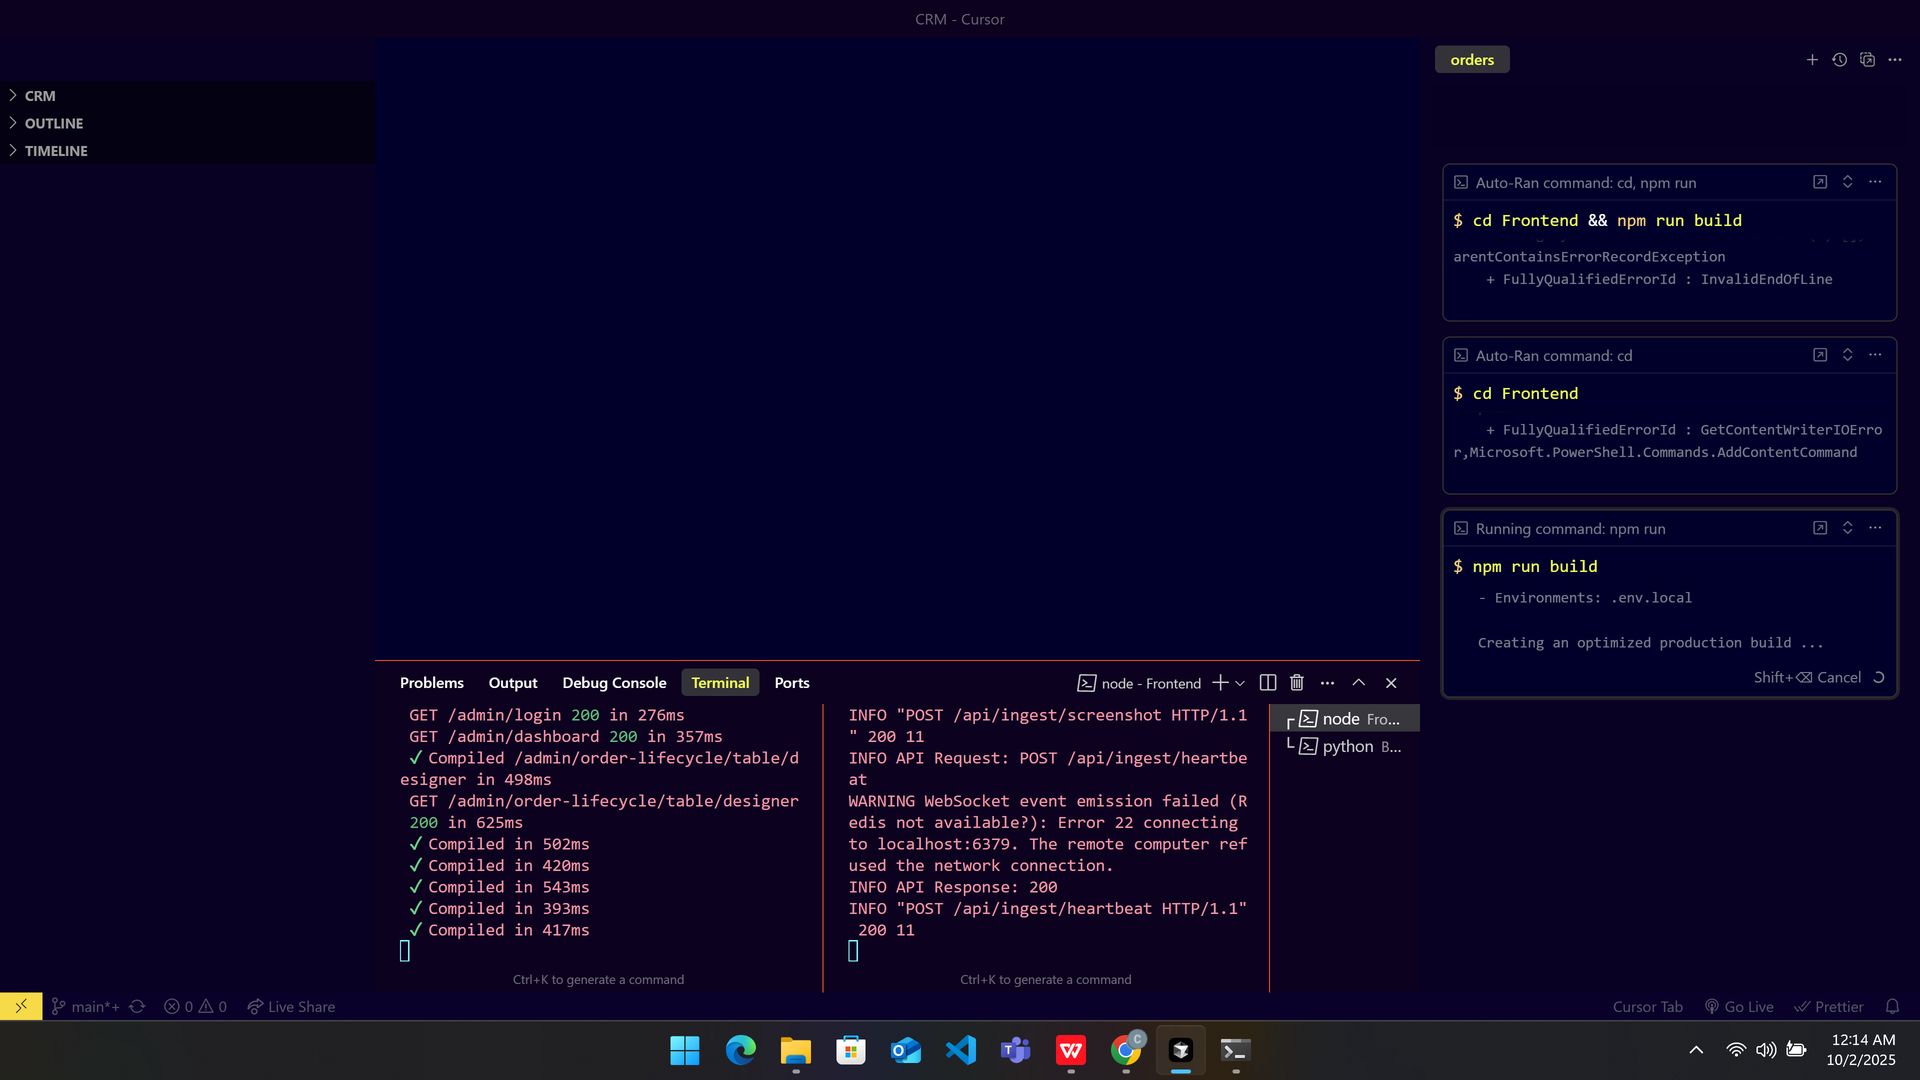 CRM - Cursor
CRM
OUTLINE
TIMELINE
orders
Auto-Ran command: cd, npm run
$ cd Frontend && npm run build
arentContainsErrorRecordException
+ FullyQualifiedErrorId : InvalidEndOfLine
Auto-Ran command: cd
$ cd Frontend
+ FullyQualifiedErrorId : GetContentWriterIOErro
r,Microsoft.PowerShell.Commands.AddContentCommand
Running command: npm run
$ npm run build
- Environments: .env.local
Creating an optimized production build ...
Shift+⌫ Cancel
Problems Output Debug Console Terminal Ports
node - Frontend
GET /admin/login 200 in 276ms
GET /admin/dashboard 200 in 357ms
✓ Compiled /admin/order-lifecycle/table/d
esigner in 498ms
GET /admin/order-lifecycle/table/designer
200 in 625ms
✓ Compiled in 502ms
✓ Compiled in 420ms
✓ Compiled in 543ms
✓ Compiled in 393ms
✓ Compiled in 417ms
Ctrl+K to generate a command
INFO "POST /api/ingest/screenshot HTTP/1.1
" 200 11
INFO API Request: POST /api/ingest/heartbe
at
WARNING WebSocket event emission failed (R
edis not available?): Error 22 connecting
to localhost:6379. The remote computer ref
used the network connection.
INFO API Response: 200
INFO "POST /api/ingest/heartbeat HTTP/1.1"
200 11
Ctrl+K to generate a command
node Fro...
python B...
main*+ 0 0 Live Share
Cursor Tab Go Live Prettier
12:14 AM
10/2/2025